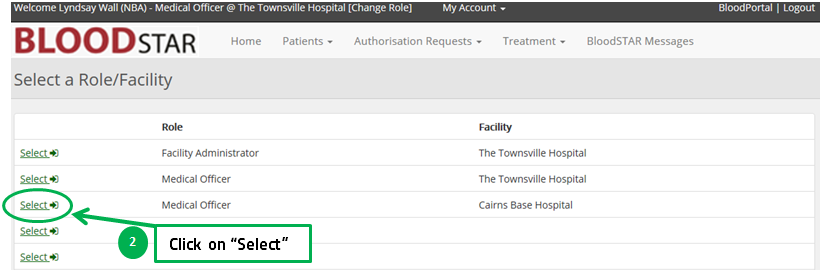 Welcome Lyndsay Wall (NBA) - Medical Officer @ The Townsville Hospital [Change Role] My Account BloodPortal | Logout
BLOODSTAR Home Patients Authorisation Requests Treatment BloodSTAR Messages
Select a Role/Facility
Role Facility
Select Facility Administrator The Townsville Hospital
Select Medical Officer The Townsville Hospital
Select Medical Officer Cairns Base Hospital
Select
2 Click on “Select”
Select